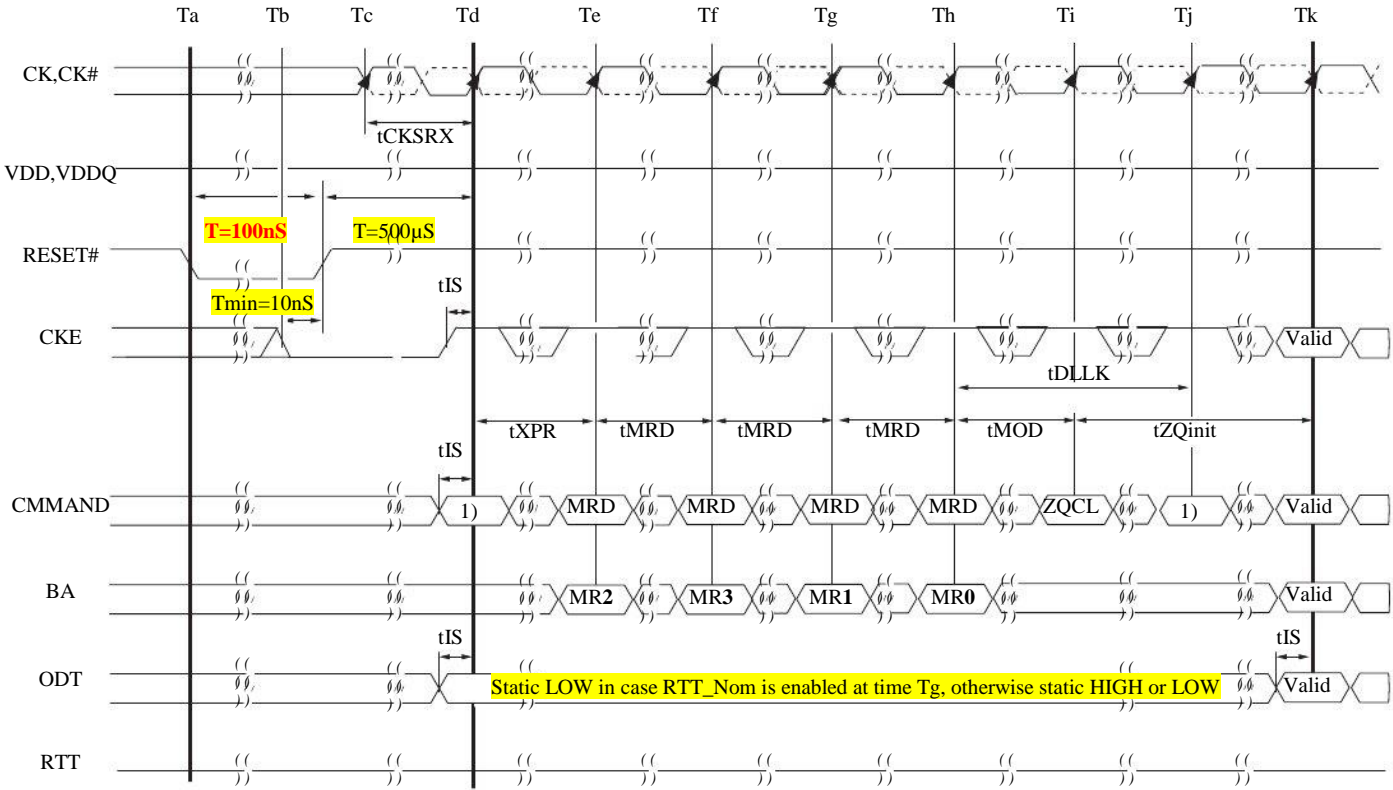 Ta Tb Tc Td Te Tf Tg Th Ti Tj Tk
CK,CK#
tCKSRX
VDD,VDDQ
T=100nS T=500µS
RESET#
Tmin=10nS tIS
CKE Valid
tDLLK
tXPR tMRD tMRD tMRD tMOD tZQinit
tIS
CMMAND 1) MRD MRD MRD MRD ZQCL 1) Valid
BA MR2 MR3 MR1 MR0 Valid
tIS tIS
ODT Static LOW in case RTT_Nom is enabled at time Tg, otherwise static HIGH or LOW Valid
RTT